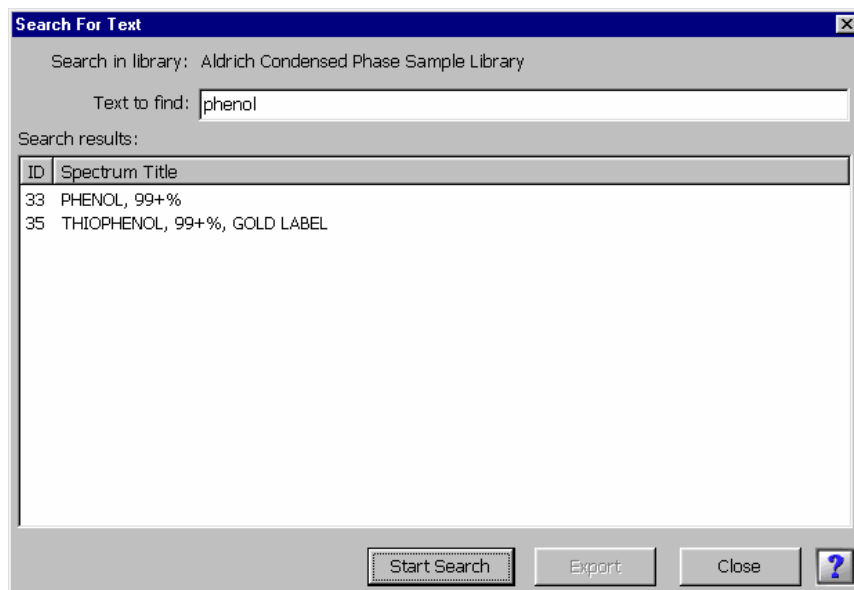 Search For Text
Search in library: Aldrich Condensed Phase Sample Library
Text to find: phenol
Search results:
ID Spectrum Title
33 PHENOL, 99+%
35 THIOPHENOL, 99+%, GOLD LABEL
Start Search Export Close ?